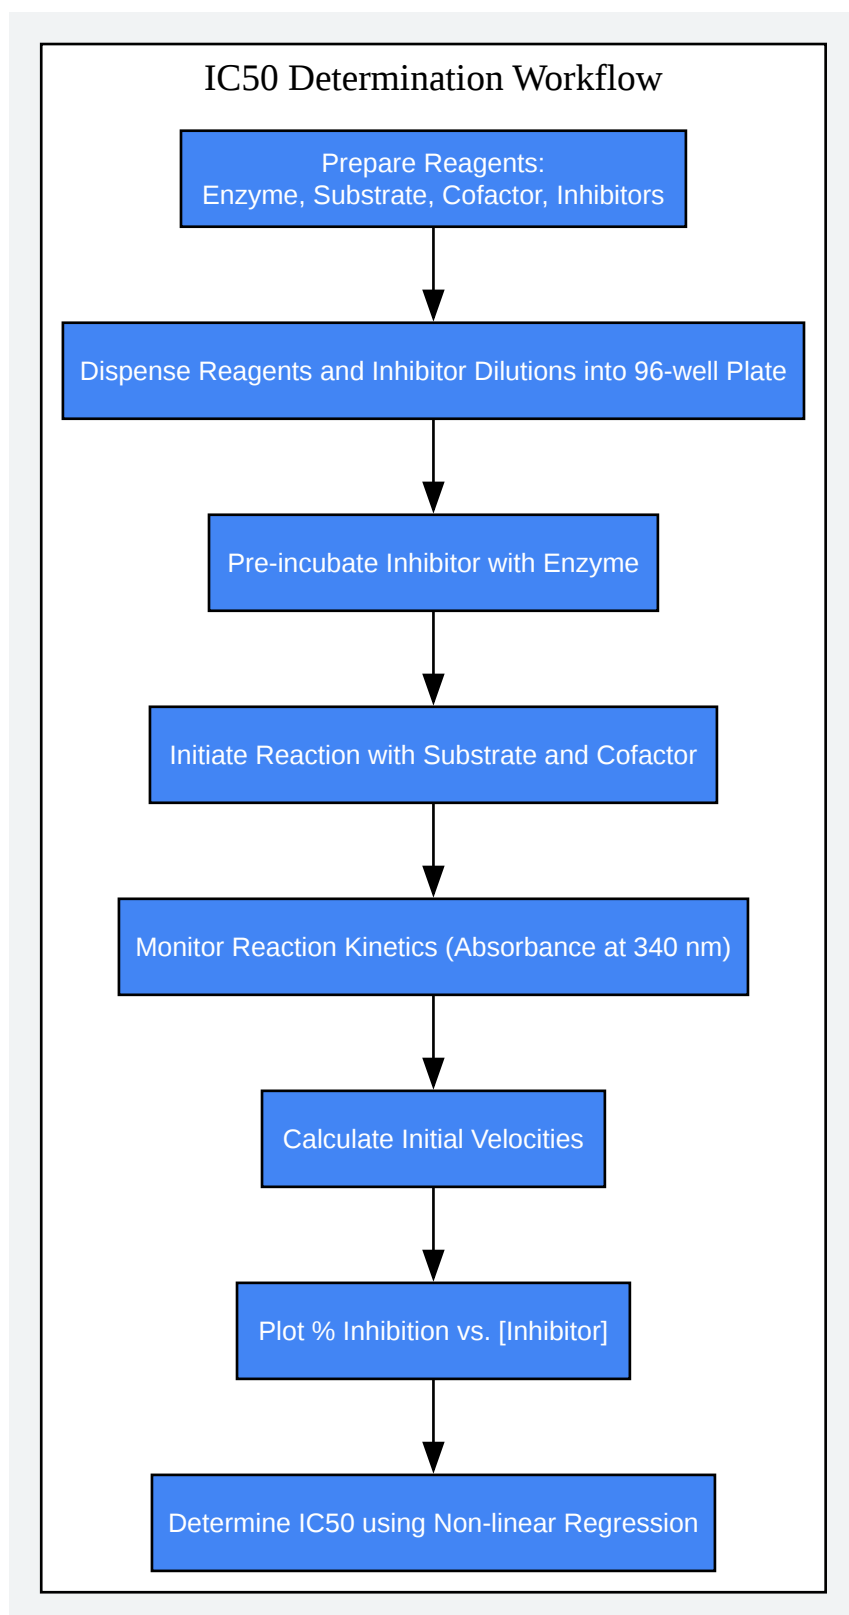 IC50 Determination Workflow
Prepare Reagents:
Enzyme, Substrate, Cofactor, Inhibitors
Dispense Reagents and Inhibitor Dilutions into 96-well Plate
Pre-incubate Inhibitor with Enzyme
Initiate Reaction with Substrate and Cofactor
Monitor Reaction Kinetics (Absorbance at 340 nm)
Calculate Initial Velocities
Plot % Inhibition vs. [Inhibitor]
Determine IC50 using Non-linear Regression